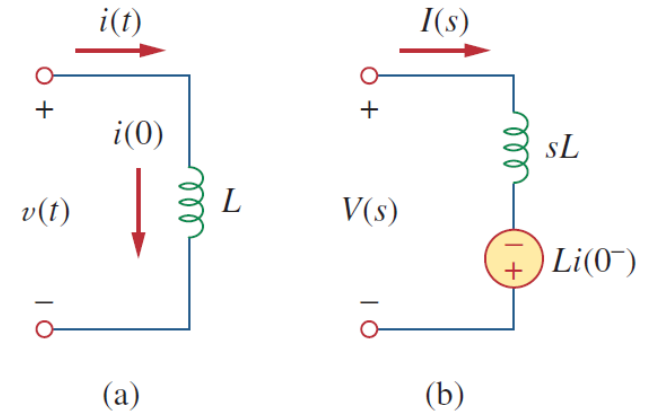 i(t)
+
i(0)
v(t)
L
−
(a)
I(s)
+
sL
V(s)
−
+
Li(0⁻)
−
(b)